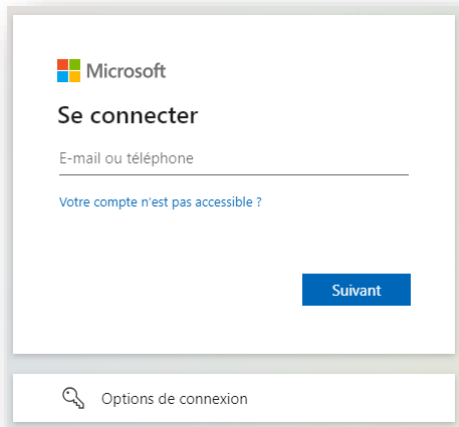 Microsoft
Se connecter
E-mail ou téléphone
Votre compte n'est pas accessible ?
Suivant
Options de connexion